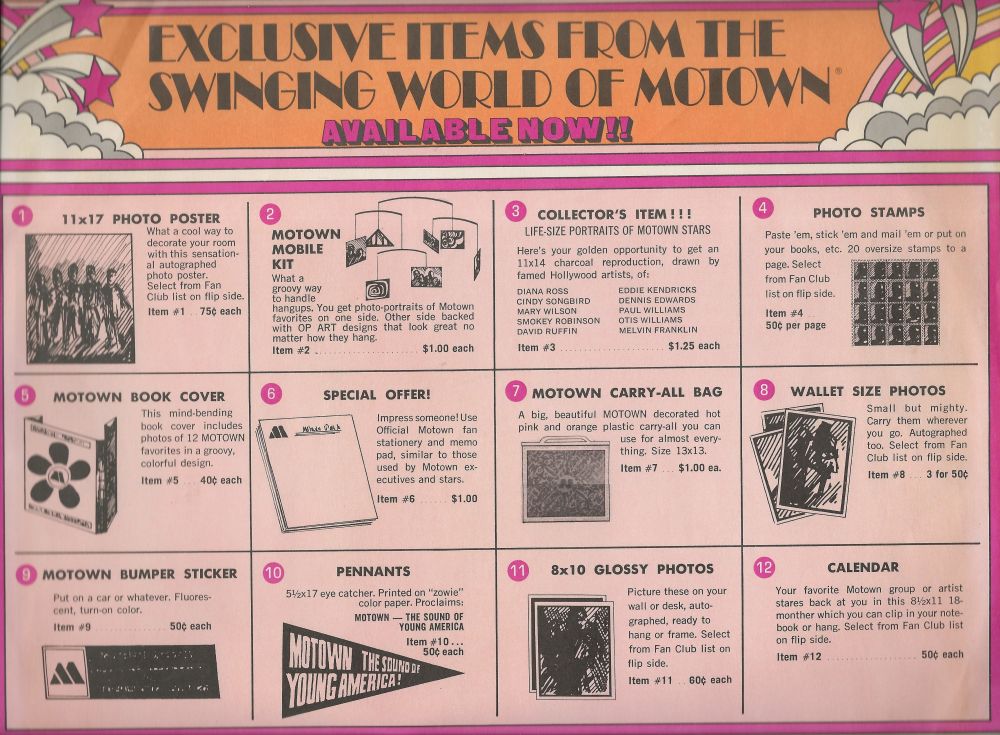 EXCLUSIVE ITEMS FROM THE
SWINGING WORLD OF MOTOWN®
AVAILABLE NOW!!
1
11x17 PHOTO POSTER
What a cool way to
decorate your room
with this sensation-
al autographed
photo poster.
Select from Fan
Club list on flip side.
Item #1 .. 75¢ each
2
MOTOWN
MOBILE
KIT
What a
groovy way
to handle
hangups. You get photo-portraits of Motown
favorites on one side. Other side backed
with OP ART designs that look great no
matter how they hang.
Item #2 ........................ $1.00 each
3
COLLECTOR'S ITEM ! ! !
LIFE-SIZE PORTRAITS OF MOTOWN STARS
Here's your golden opportunity to get an
11x14 charcoal reproduction, drawn by
famed Hollywood artists, of:
DIANA ROSS EDDIE KENDRICKS
CINDY SONGBIRD DENNIS EDWARDS
MARY WILSON PAUL WILLIAMS
SMOKEY ROBINSON OTIS WILLIAMS
DAVID RUFFIN MELVIN FRANKLIN
Item #3 ........................ $1.25 each
4
PHOTO STAMPS
Paste 'em, stick 'em and mail 'em or put on
your books, etc. 20 oversize stamps to a
page. Select
from Fan Club
list on flip side.
Item #4 ....
50¢ per page
5
MOTOWN BOOK COVER
This mind-bending
book cover includes
photos of 12 MOTOWN
favorites in a groovy,
colorful design.
Item #5 .... 40¢ each
6
SPECIAL OFFER!
Impress someone! Use
Official Motown fan
stationery and memo
pad, similar to those
used by Motown ex-
ecutives and stars.
Item #6 ...... $1.00
7
MOTOWN CARRY-ALL BAG
A big, beautiful MOTOWN decorated hot
pink and orange plastic carry-all you can
use for almost every-
thing. Size 13x13.
Item #7 .... $1.00 ea.
8
WALLET SIZE PHOTOS
Small but mighty.
Carry them wherever
you go. Autographed
too. Select from Fan
Club list on flip side.
Item #8 ... 3 for 50¢
9
MOTOWN BUMPER STICKER
Put on a car or whatever. Fluores-
cent, turn-on color.
Item #9 ................ 50¢ each
10
PENNANTS
5½x17 eye catcher. Printed on "zowie"
color paper. Proclaims:
MOTOWN — THE SOUND OF
YOUNG AMERICA
Item #10 ...
50¢ each
MOTOWN THE SOUND OF
YOUNG AMERICA!
11
8x10 GLOSSY PHOTOS
Picture these on your
wall or desk, auto-
graphed, ready to
hang or frame. Select
from Fan Club list on
flip side.
Item #11 .. 60¢ each
12
CALENDAR
Your favorite Motown group or artist
stares back at you in this 8½x11 18-
monther which you can clip in your note-
book or hang. Select from Fan Club list
on flip side.
Item #12 .................... 50¢ each